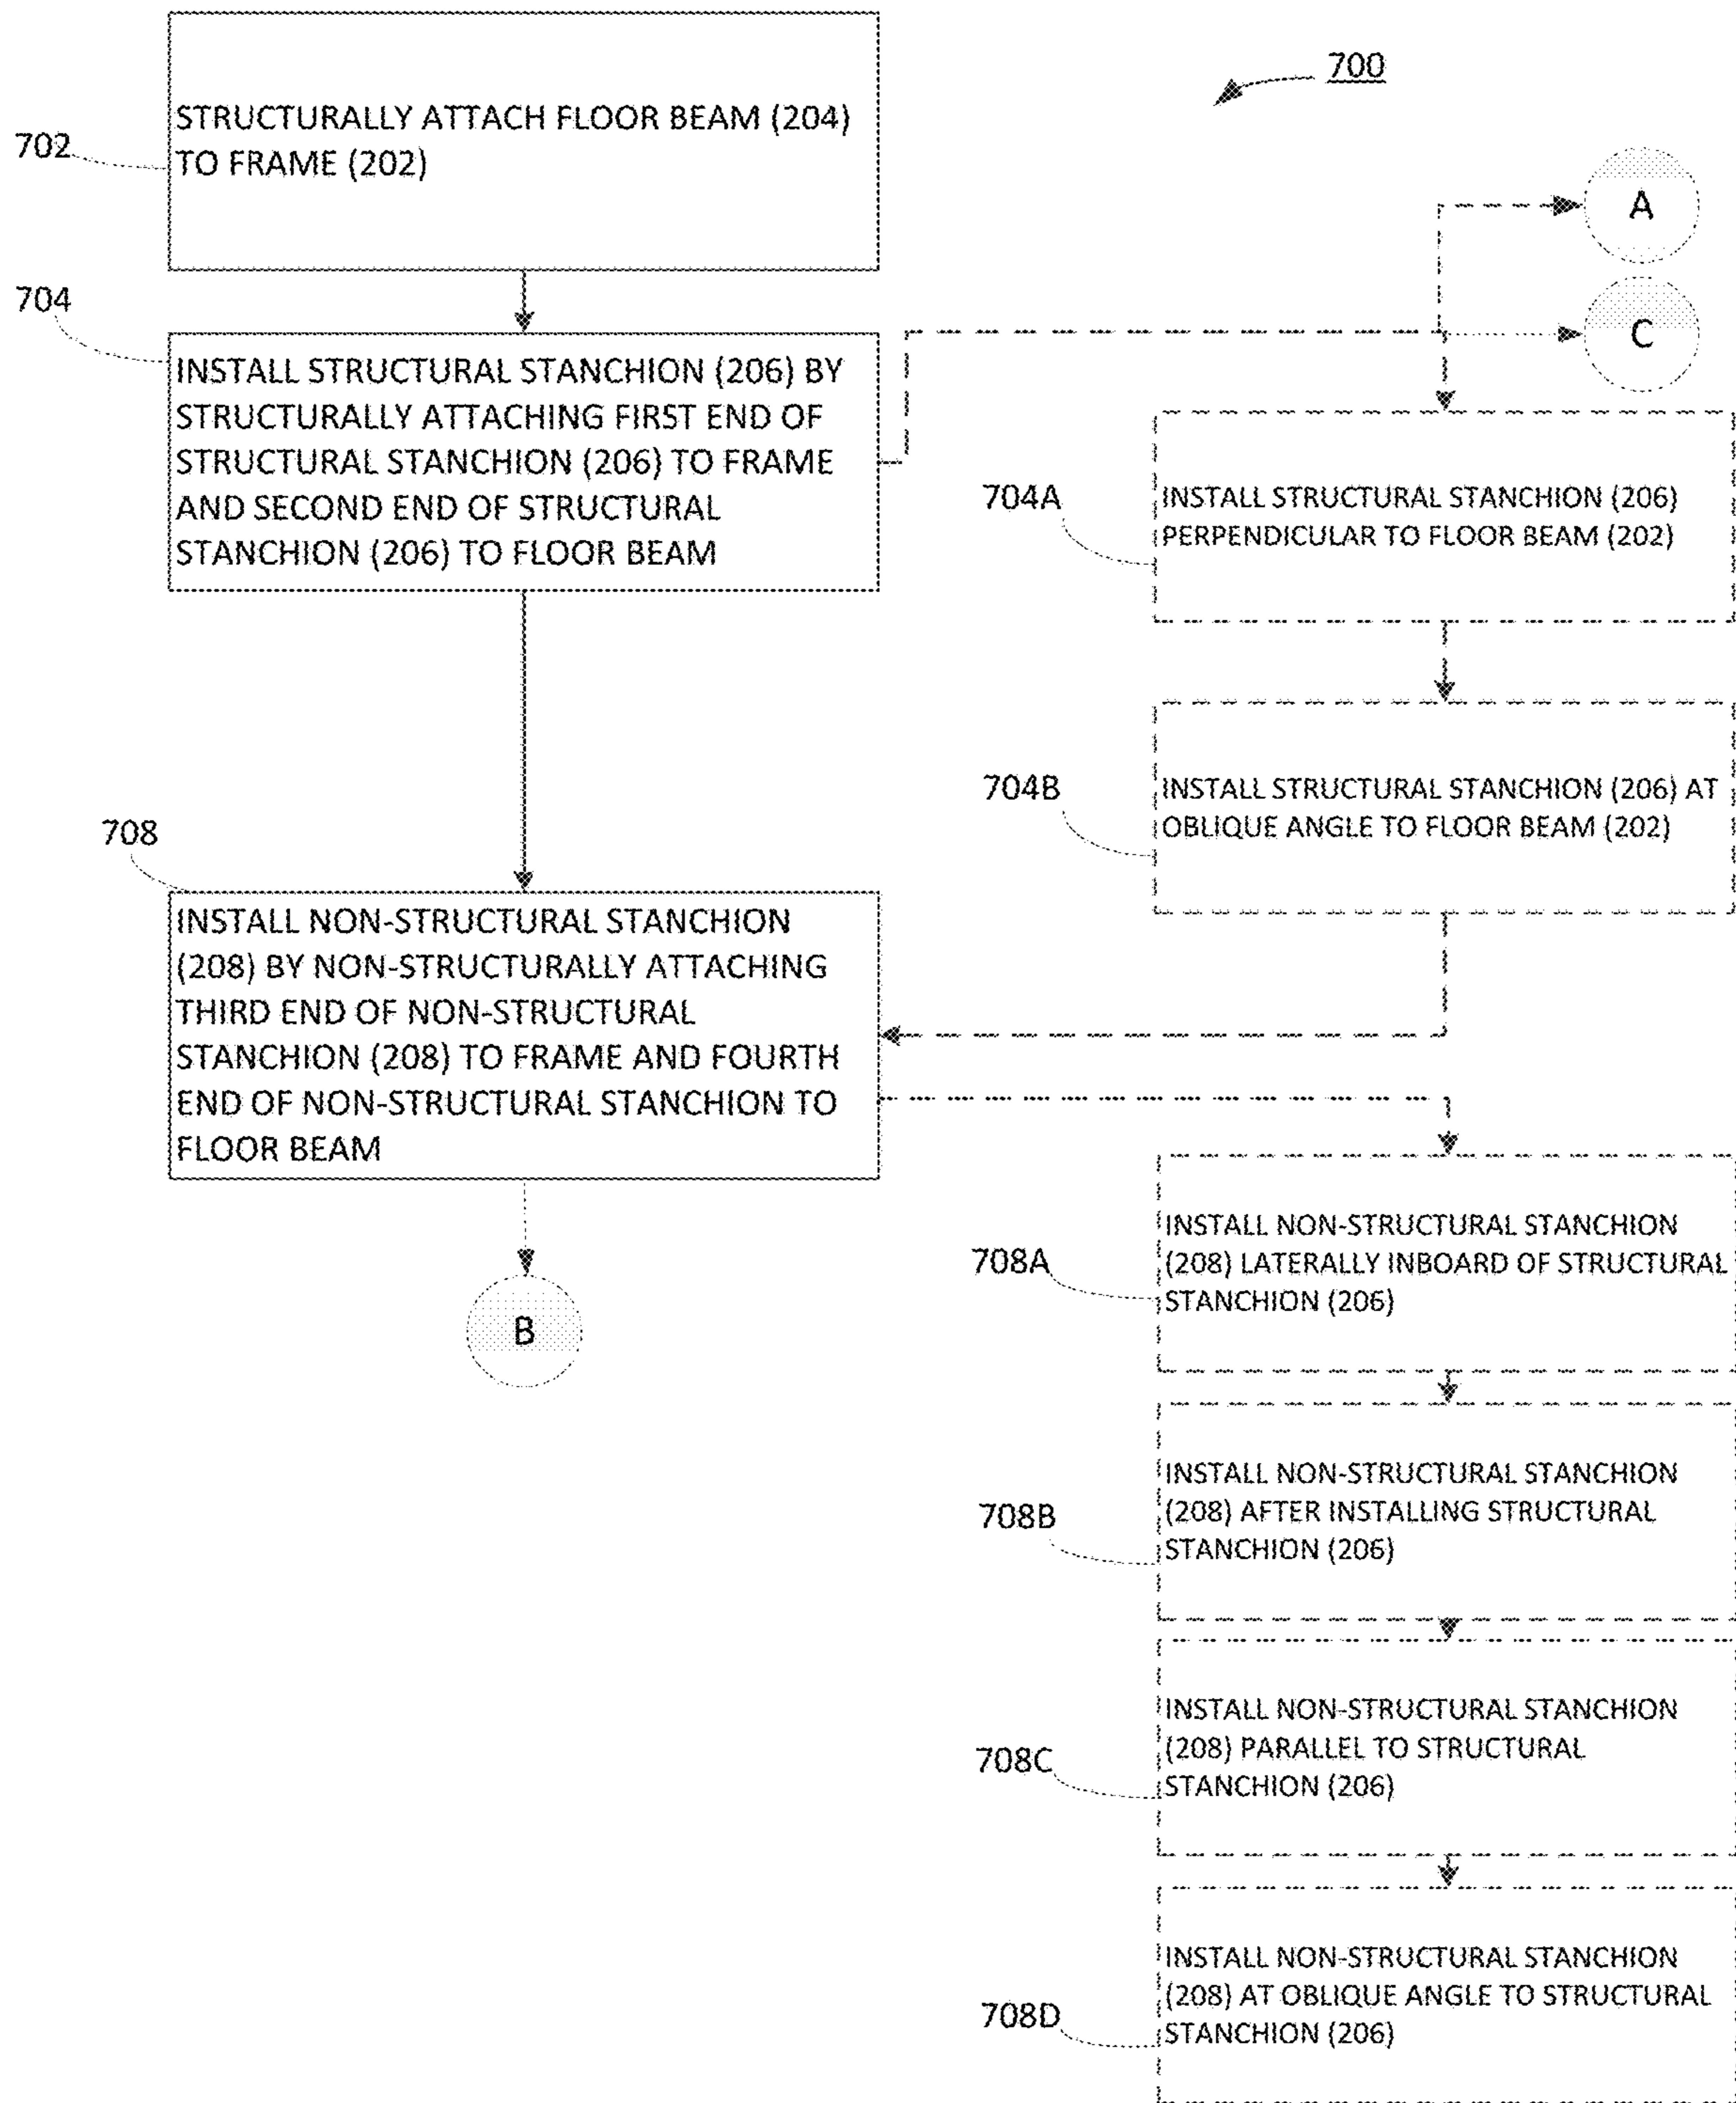 700
702
STRUCTURALLY ATTACH FLOOR BEAM (204)
TO FRAME (202)
A
C
704
INSTALL STRUCTURAL STANCHION (206) BY
STRUCTURALLY ATTACHING FIRST END OF
STRUCTURAL STANCHION (206) TO FRAME
AND SECOND END OF STRUCTURAL
STANCHION (206) TO FLOOR BEAM
704A
INSTALL STRUCTURAL STANCHION (206)
PERPENDICULAR TO FLOOR BEAM (202)
704B
INSTALL STRUCTURAL STANCHION (206) AT
OBLIQUE ANGLE TO FLOOR BEAM (202)
708
INSTALL NON-STRUCTURAL STANCHION
(208) BY NON-STRUCTURALLY ATTACHING
THIRD END OF NON-STRUCTURAL
STANCHION (208) TO FRAME AND FOURTH
END OF NON-STRUCTURAL STANCHION TO
FLOOR BEAM
B
708A
INSTALL NON-STRUCTURAL STANCHION
(208) LATERALLY INBOARD OF STRUCTURAL
STANCHION (206)
708B
INSTALL NON-STRUCTURAL STANCHION
(208) AFTER INSTALLING STRUCTURAL
STANCHION (206)
708C
INSTALL NON-STRUCTURAL STANCHION
(208) PARALLEL TO STRUCTURAL
STANCHION (206)
708D
INSTALL NON-STRUCTURAL STANCHION
(208) AT OBLIQUE ANGLE TO STRUCTURAL
STANCHION (206)